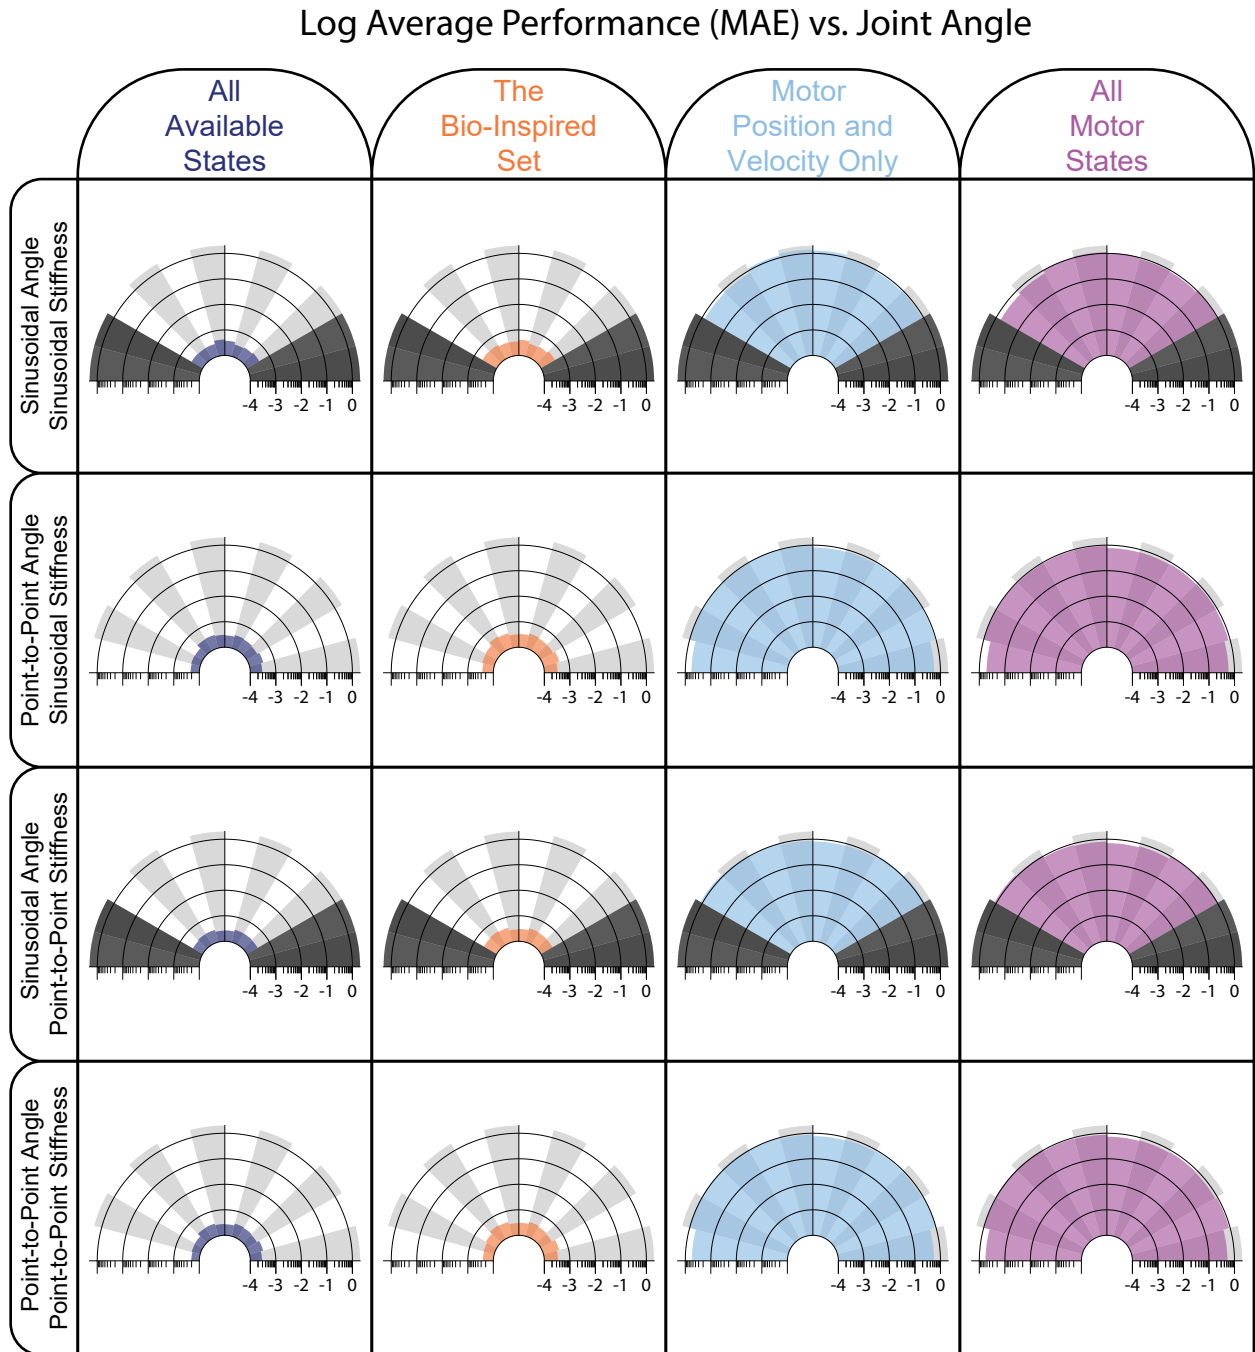 Log Average Performance (MAE) vs. Joint Angle
All
Available
States
The
Bio-Inspired
Set
Motor
Position and
Velocity Only
All
Motor
States
Sinusoidal Angle
Sinusoidal Stiffness
-4 -3 -2 -1 0
-4 -3 -2 -1 0
-4 -3 -2 -1 0
-4 -3 -2 -1 0
Point-to-Point Angle
Sinusoidal Stiffness
-4 -3 -2 -1 0
-4 -3 -2 -1 0
-4 -3 -2 -1 0
-4 -3 -2 -1 0
Sinusoidal Angle
Point-to-Point Stiffness
-4 -3 -2 -1 0
-4 -3 -2 -1 0
-4 -3 -2 -1 0
-4 -3 -2 -1 0
Point-to-Point Angle
Point-to-Point Stiffness
-4 -3 -2 -1 0
-4 -3 -2 -1 0
-4 -3 -2 -1 0
-4 -3 -2 -1 0